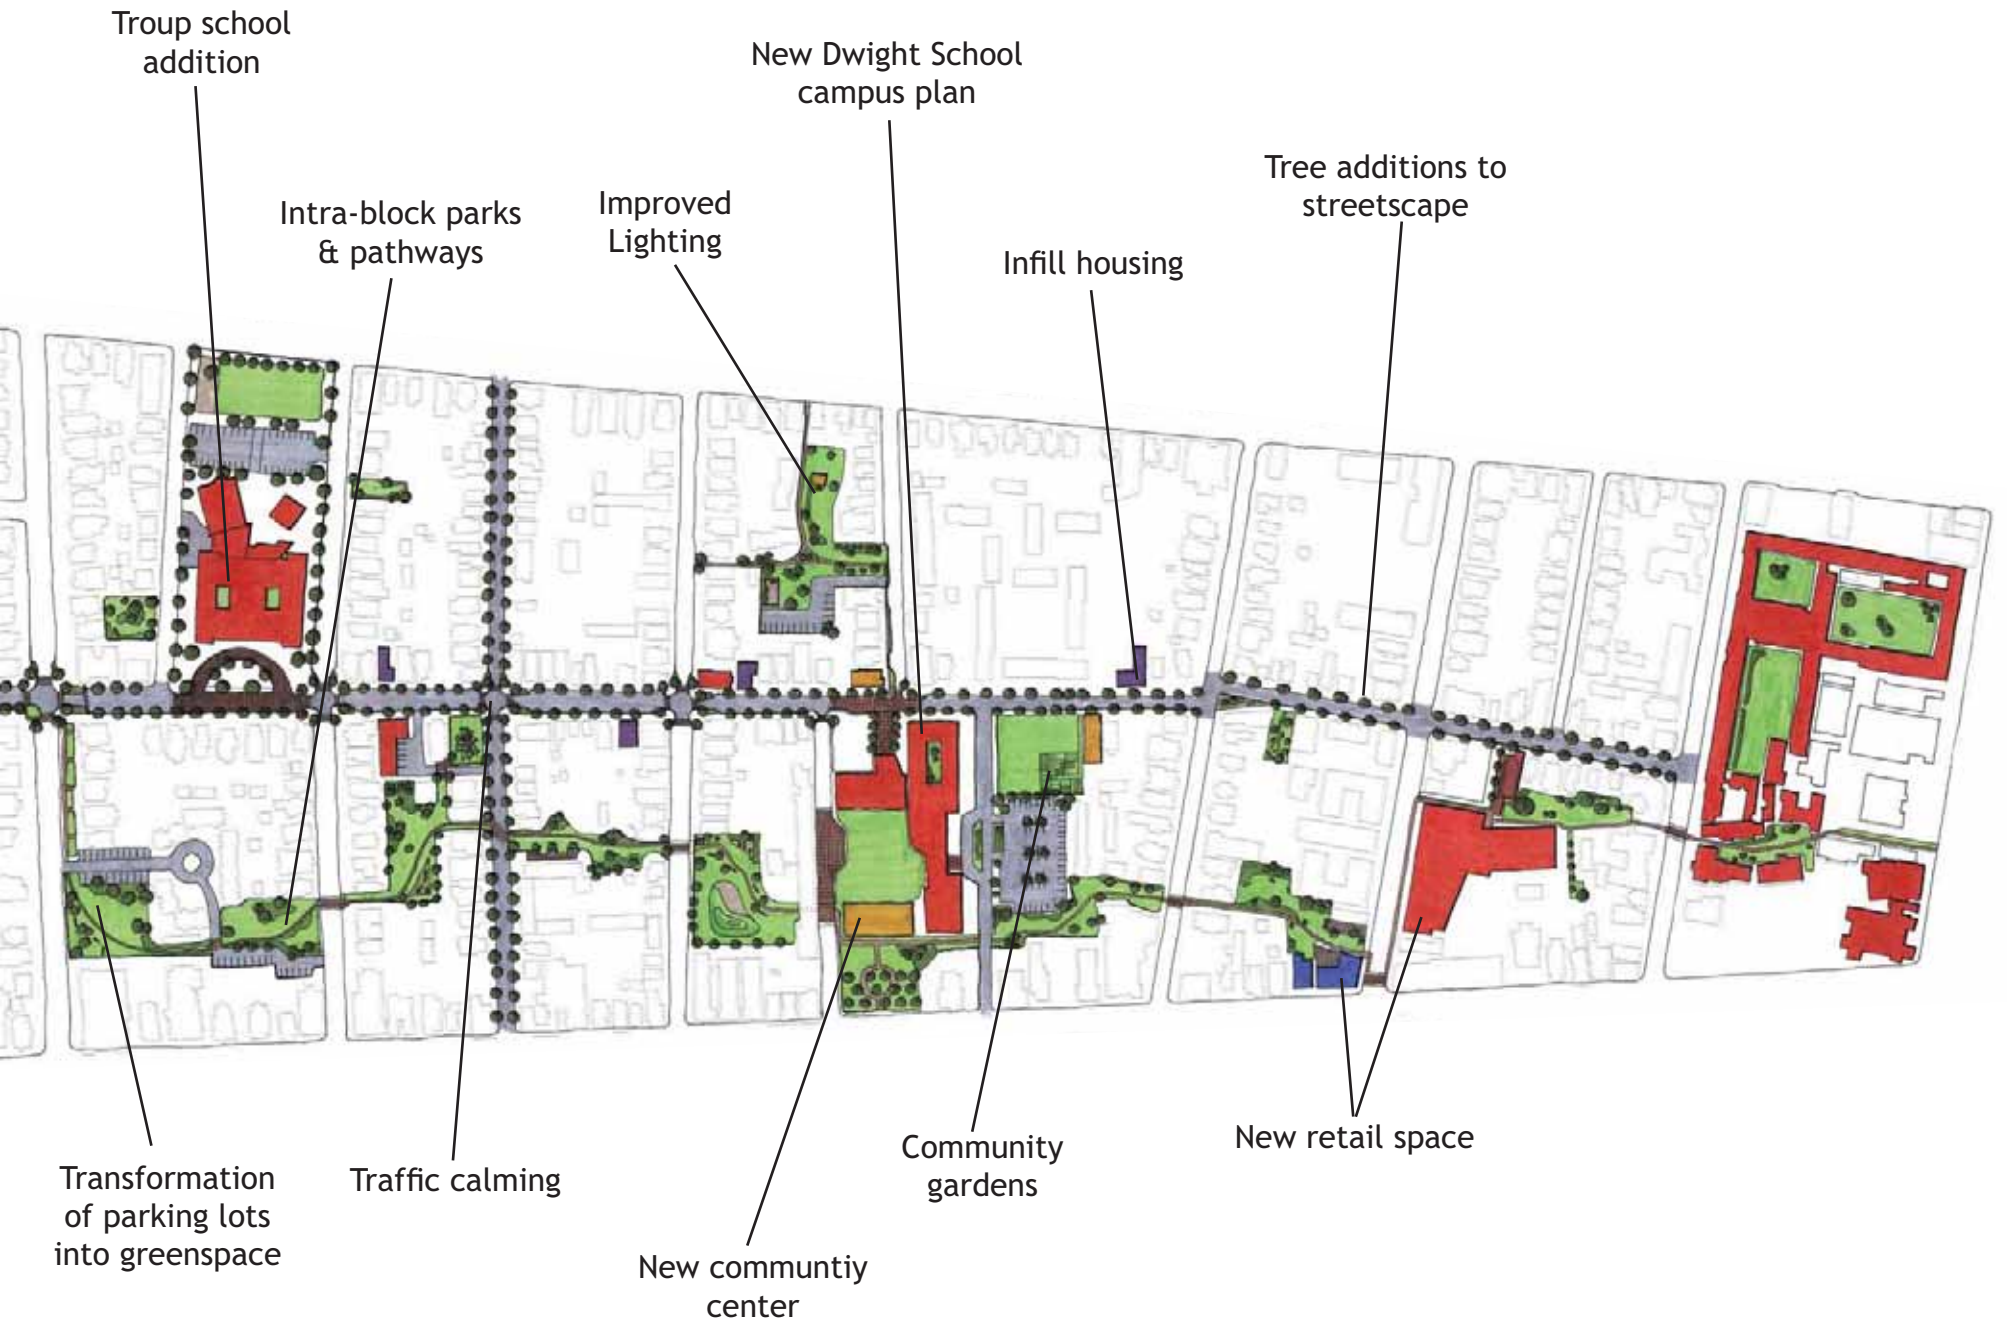 Troup school
addition
New Dwight School
campus plan
Tree additions to
streetscape
Intra-block parks
& pathways
Improved
Lighting
Infill housing
Transformation
of parking lots
into greenspace
Traffic calming
New communtiy
center
Community
gardens
New retail space